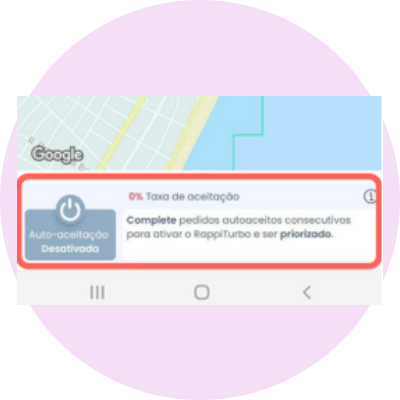 Google
0% Taxa de aceitação
Auto-aceitação
Desativada
Complete pedidos autoaceitos consecutivos
para ativar o RappiTurbo e ser priorizado.